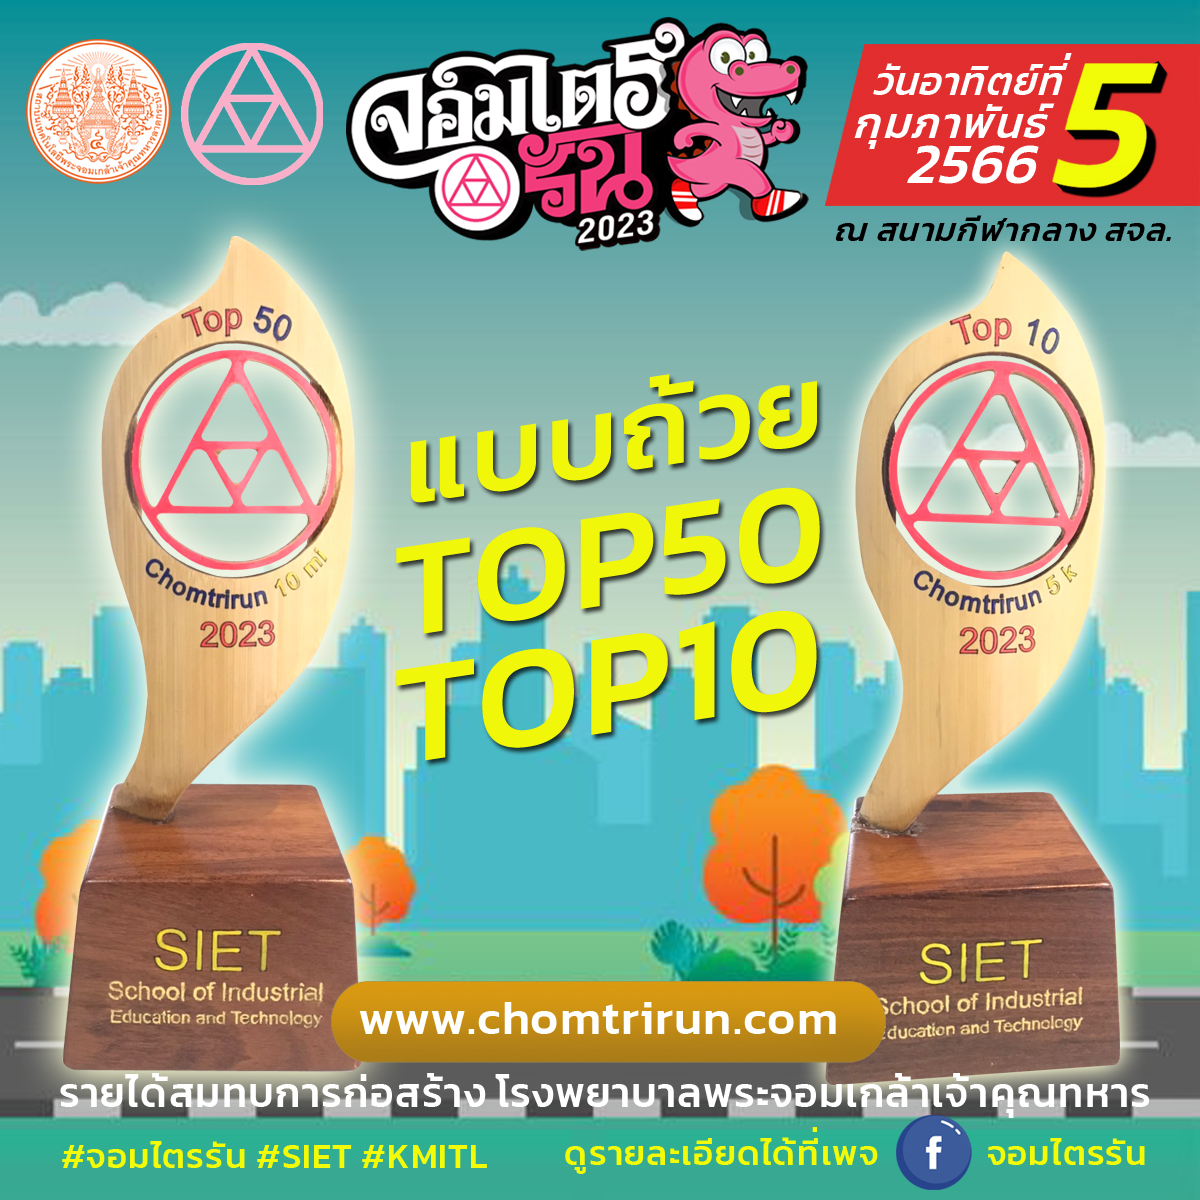 จอมไตรรัน
2023
วันอาทิตย์ที่ 5
กุมภาพันธ์
2566
ณ สนามกีฬากลาง สจล.
Top 50
Chomtrirun 10 mi
2023
SIET
School of Industrial
Education and Technology
แบบถ้วย
TOP50
TOP10
Top 10
Chomtrirun 5 k
2023
SIET
School of Industrial
Education and Technology
www.chomtrirun.com
รายได้สมทบการก่อสร้าง โรงพยาบาลพระจอมเกล้าเจ้าคุณทหาร
#จอมไตรรัน #SIET #KMITL
ดูรายละเอียดได้ที่เพจ f จอมไตรรัน